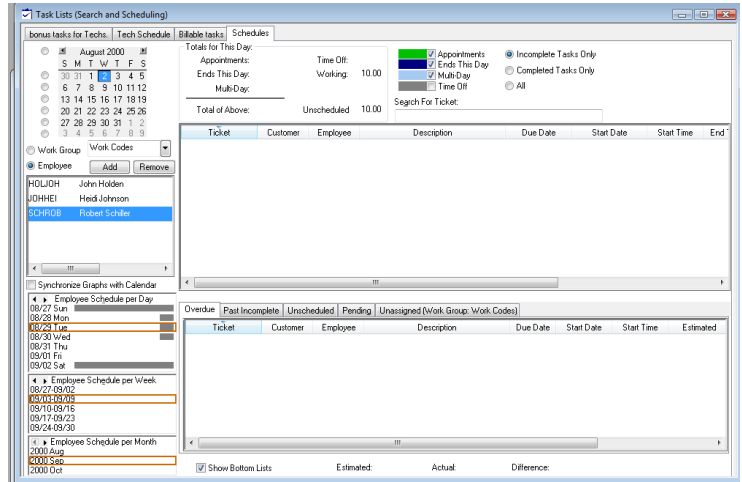 Task Lists (Search and Scheduling)
bonus tasks for Techs. Tech Schedule Billable tasks Schedules
August 2000
S M T W T F S
30 31 1 2 3 4 5
6 7 8 9 10 11 12
13 14 15 16 17 18 19
20 21 22 23 24 25 26
27 28 29 30 31 1 2
3 4 5 6 7 8 9
Work Group Work Codes
Employee Add Remove
HOLJOH John Holden
JOHHEI Heidi Johnson
SCHROB Robert Schiller
Synchronize Graphs with Calendar
Employee Schedule per Day
08/27 Sun
08/28 Mon
08/29 Tue
08/30 Wed
08/31 Thu
09/01 Fri
09/02 Sat
Employee Schedule per Week
08/27-09/02
09/03-09/09
09/10-09/16
09/17-09/23
09/24-09/30
Employee Schedule per Month
2000 Aug
2000 Sep
2000 Oct
Totals for This Day:
Appointments: Time Off:
Ends This Day: Working: 10.00
Multi-Day:
Total of Above: Unscheduled 10.00
Appointments
Ends This Day
Multi-Day
Time Off
Incomplete Tasks Only
Completed Tasks Only
All
Search For Ticket:
Ticket Customer Employee Description Due Date Start Date Start Time End
Overdue Past Incomplete Unscheduled Pending Unassigned (Work Group: Work Codes)
Ticket Customer Employee Description Due Date Start Date Start Time Estimated
Show Bottom Lists Estimated: Actual: Difference: